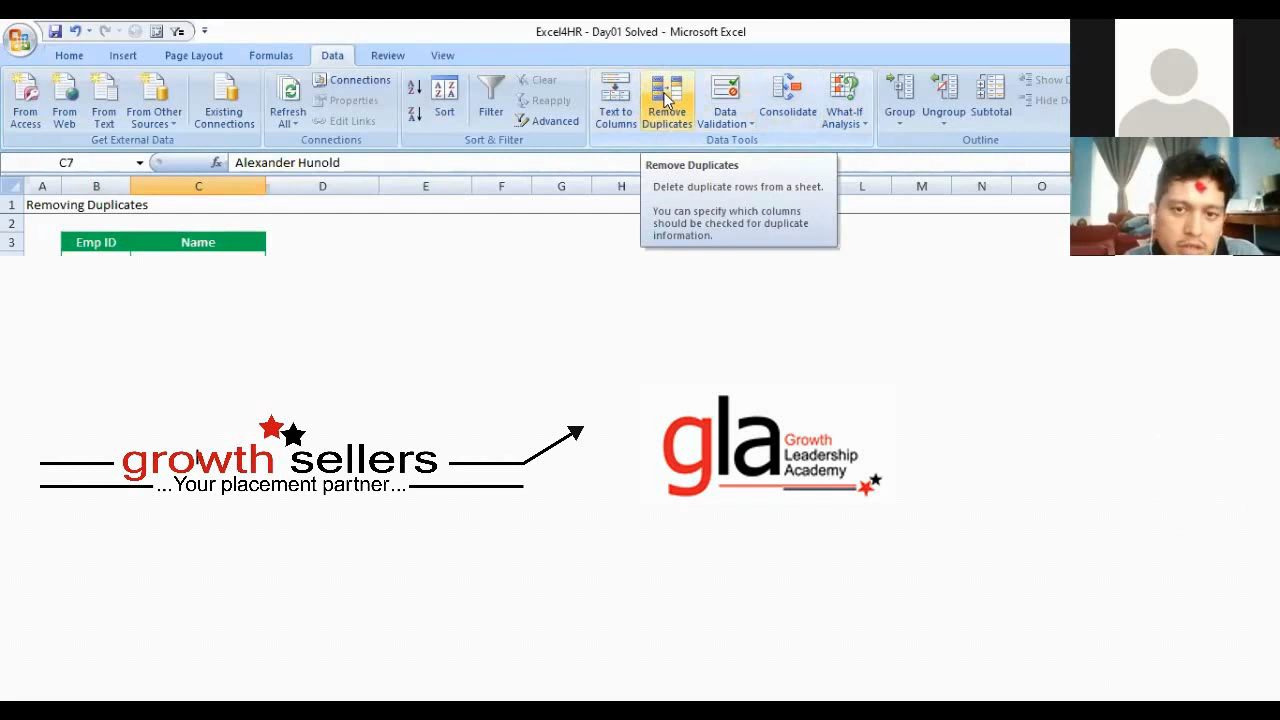 Excel4HR - Day01 Solved - Microsoft Excel
Home Insert Page Layout Formulas Data Review View
From Access
From Web
From Text
From Other Sources
Existing Connections
Get External Data
Refresh All
Connections
Properties
Edit Links
Connections
Sort
Filter
Clear
Reapply
Advanced
Sort & Filter
Text to Columns
Remove Duplicates
Data Validation
Consolidate
What-If Analysis
Data Tools
Group
Ungroup
Subtotal
Show D
Hide De
Outline
C7 fx Alexander Hunold
Remove Duplicates
Delete duplicate rows from a sheet.
You can specify which columns
should be checked for duplicate
information.
A B C D E F G H L M N O
1 Removing Duplicates
2
3 Emp ID Name
growth sellers
...Your placement partner...
gla
Growth
Leadership
Academy